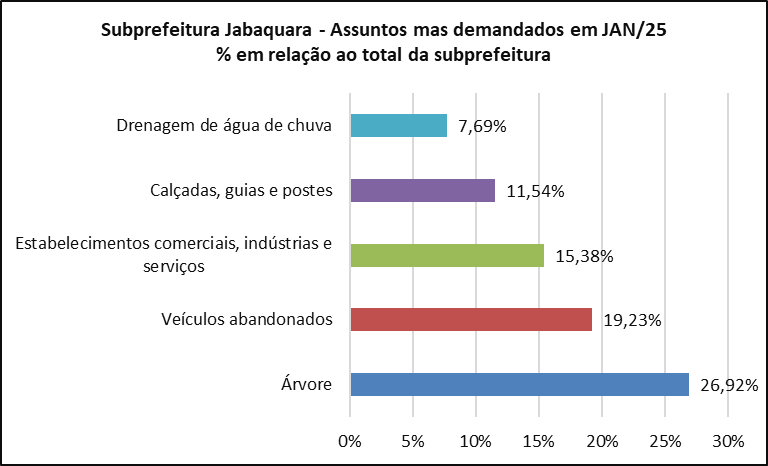 Subprefeitura Jabaquara - Assuntos mas demandados em JAN/25
% em relação ao total da subprefeitura
Drenagem de água de chuva
7,69%
Calçadas, guias e postes
11,54%
Estabelecimentos comerciais, indústrias e
serviços
15,38%
Veículos abandonados
19,23%
Árvore
26,92%
0% 5% 10% 15% 20% 25% 30%